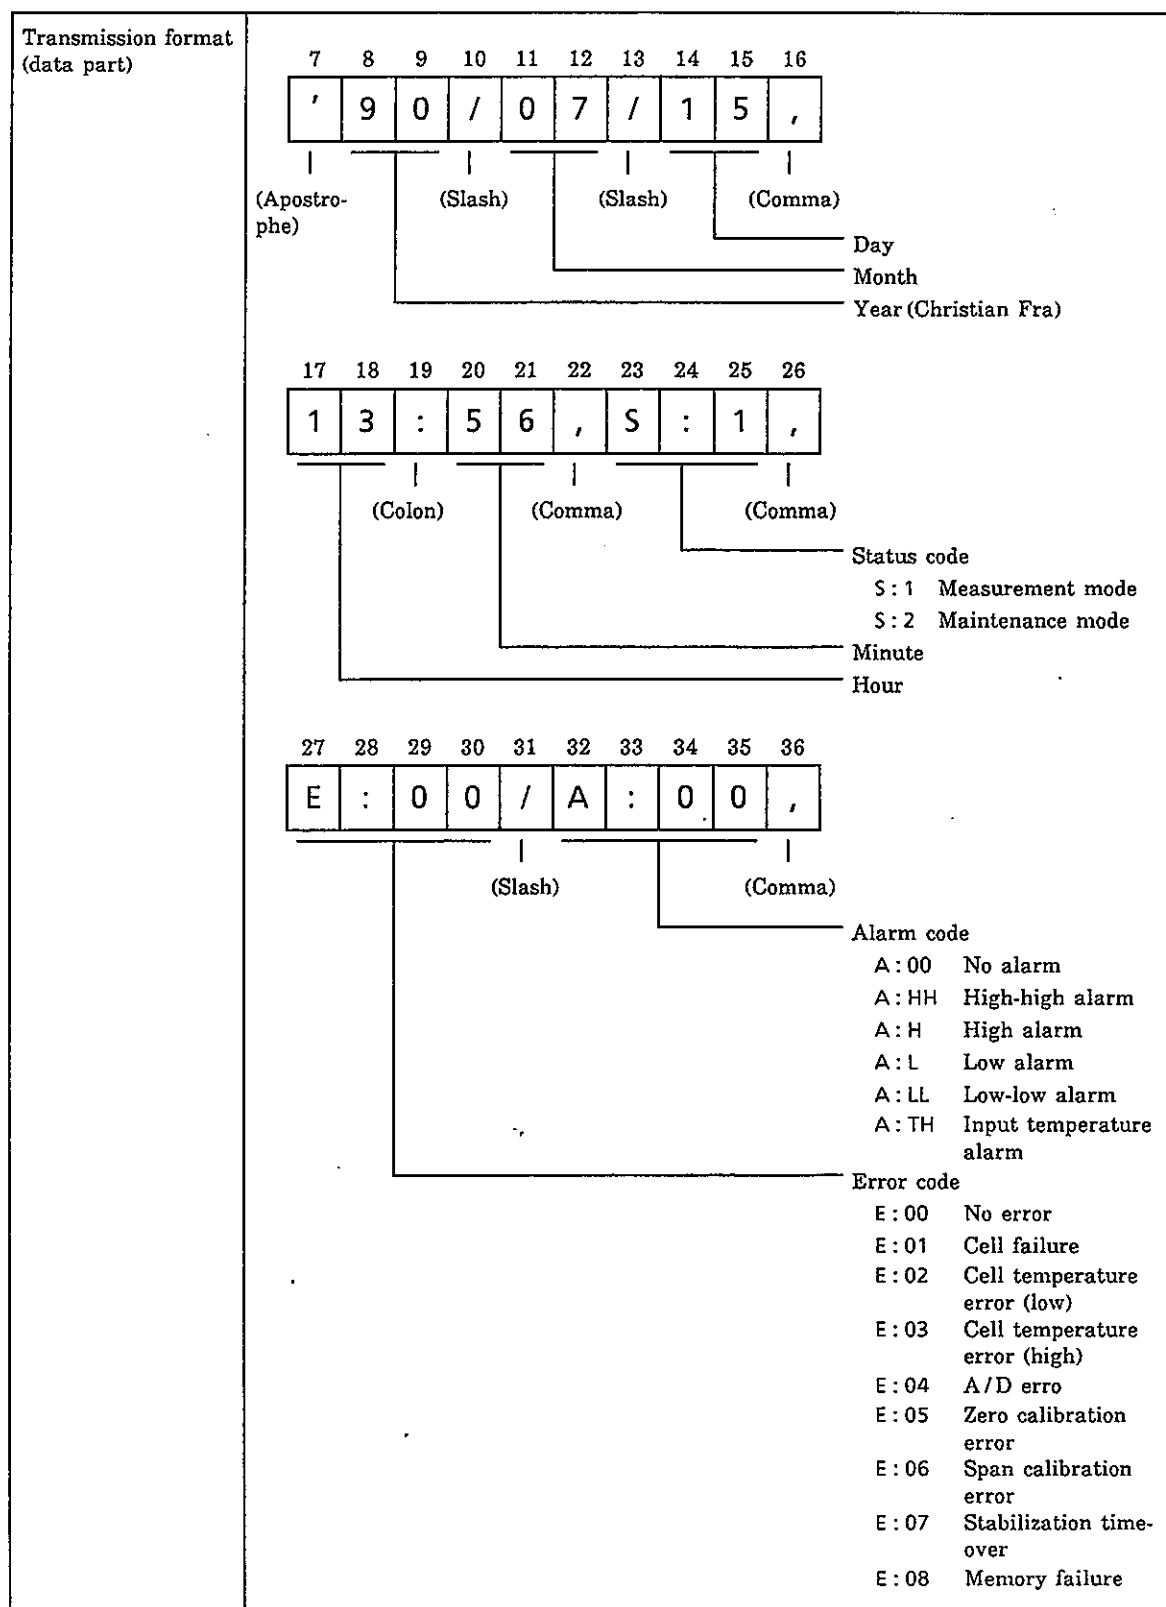 Transmission format
(data part)
7 8 9 10 11 12 13 14 15 16
' 9 0 / 0 7 / 1 5 ,
(Apostro-
phe)
(Slash) (Slash) (Comma)
Day
Month
Year (Christian Fra)
17 18 19 20 21 22 23 24 25 26
1 3 : 5 6 , S : 1 ,
(Colon) (Comma) (Comma)
Status code
S : 1 Measurement mode
S : 2 Maintenance mode
Minute
Hour
27 28 29 30 31 32 33 34 35 36
E : 0 0 / A : 0 0 ,
(Slash) (Comma)
Alarm code
A : 00 No alarm
A : HH High-high alarm
A : H High alarm
A : L Low alarm
A : LL Low-low alarm
A : TH Input temperature
alarm
Error code
E : 00 No error
E : 01 Cell failure
E : 02 Cell temperature
error (low)
E : 03 Cell temperature
error (high)
E : 04 A/D erro
E : 05 Zero calibration
error
E : 06 Span calibration
error
E : 07 Stabilization time-
over
E : 08 Memory failure